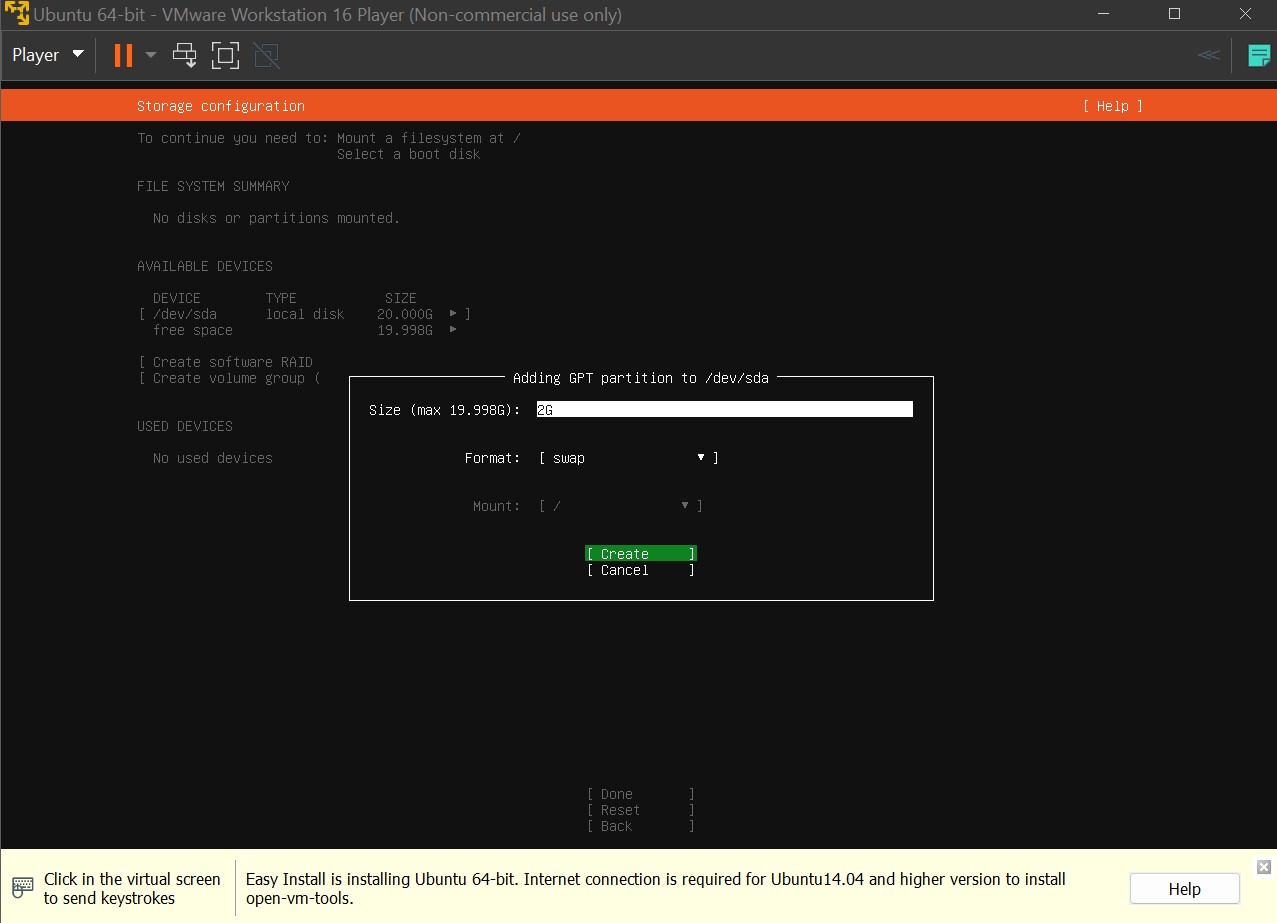 Ubuntu 64-bit - VMware Workstation 16 Player (Non-commercial use only)
Player
Storage configuration [ Help ]
To continue you need to: Mount a filesystem at /
Select a boot disk
FILE SYSTEM SUMMARY
No disks or partitions mounted.
AVAILABLE DEVICES
DEVICE TYPE SIZE
[ /dev/sda local disk 20.000G ▸ ]
free space 19.998G ▸
[ Create software RAID
[ Create volume group (
USED DEVICES
No used devices
Adding GPT partition to /dev/sda
Size (max 19.998G): 2G
Format: [ swap ▾ ]
Mount: [ / ▾ ]
[ Create ]
[ Cancel ]
[ Done ]
[ Reset ]
[ Back ]
Click in the virtual screen
to send keystrokes
Easy Install is installing Ubuntu 64-bit. Internet connection is required for Ubuntu14.04 and higher version to install
open-vm-tools.
Help